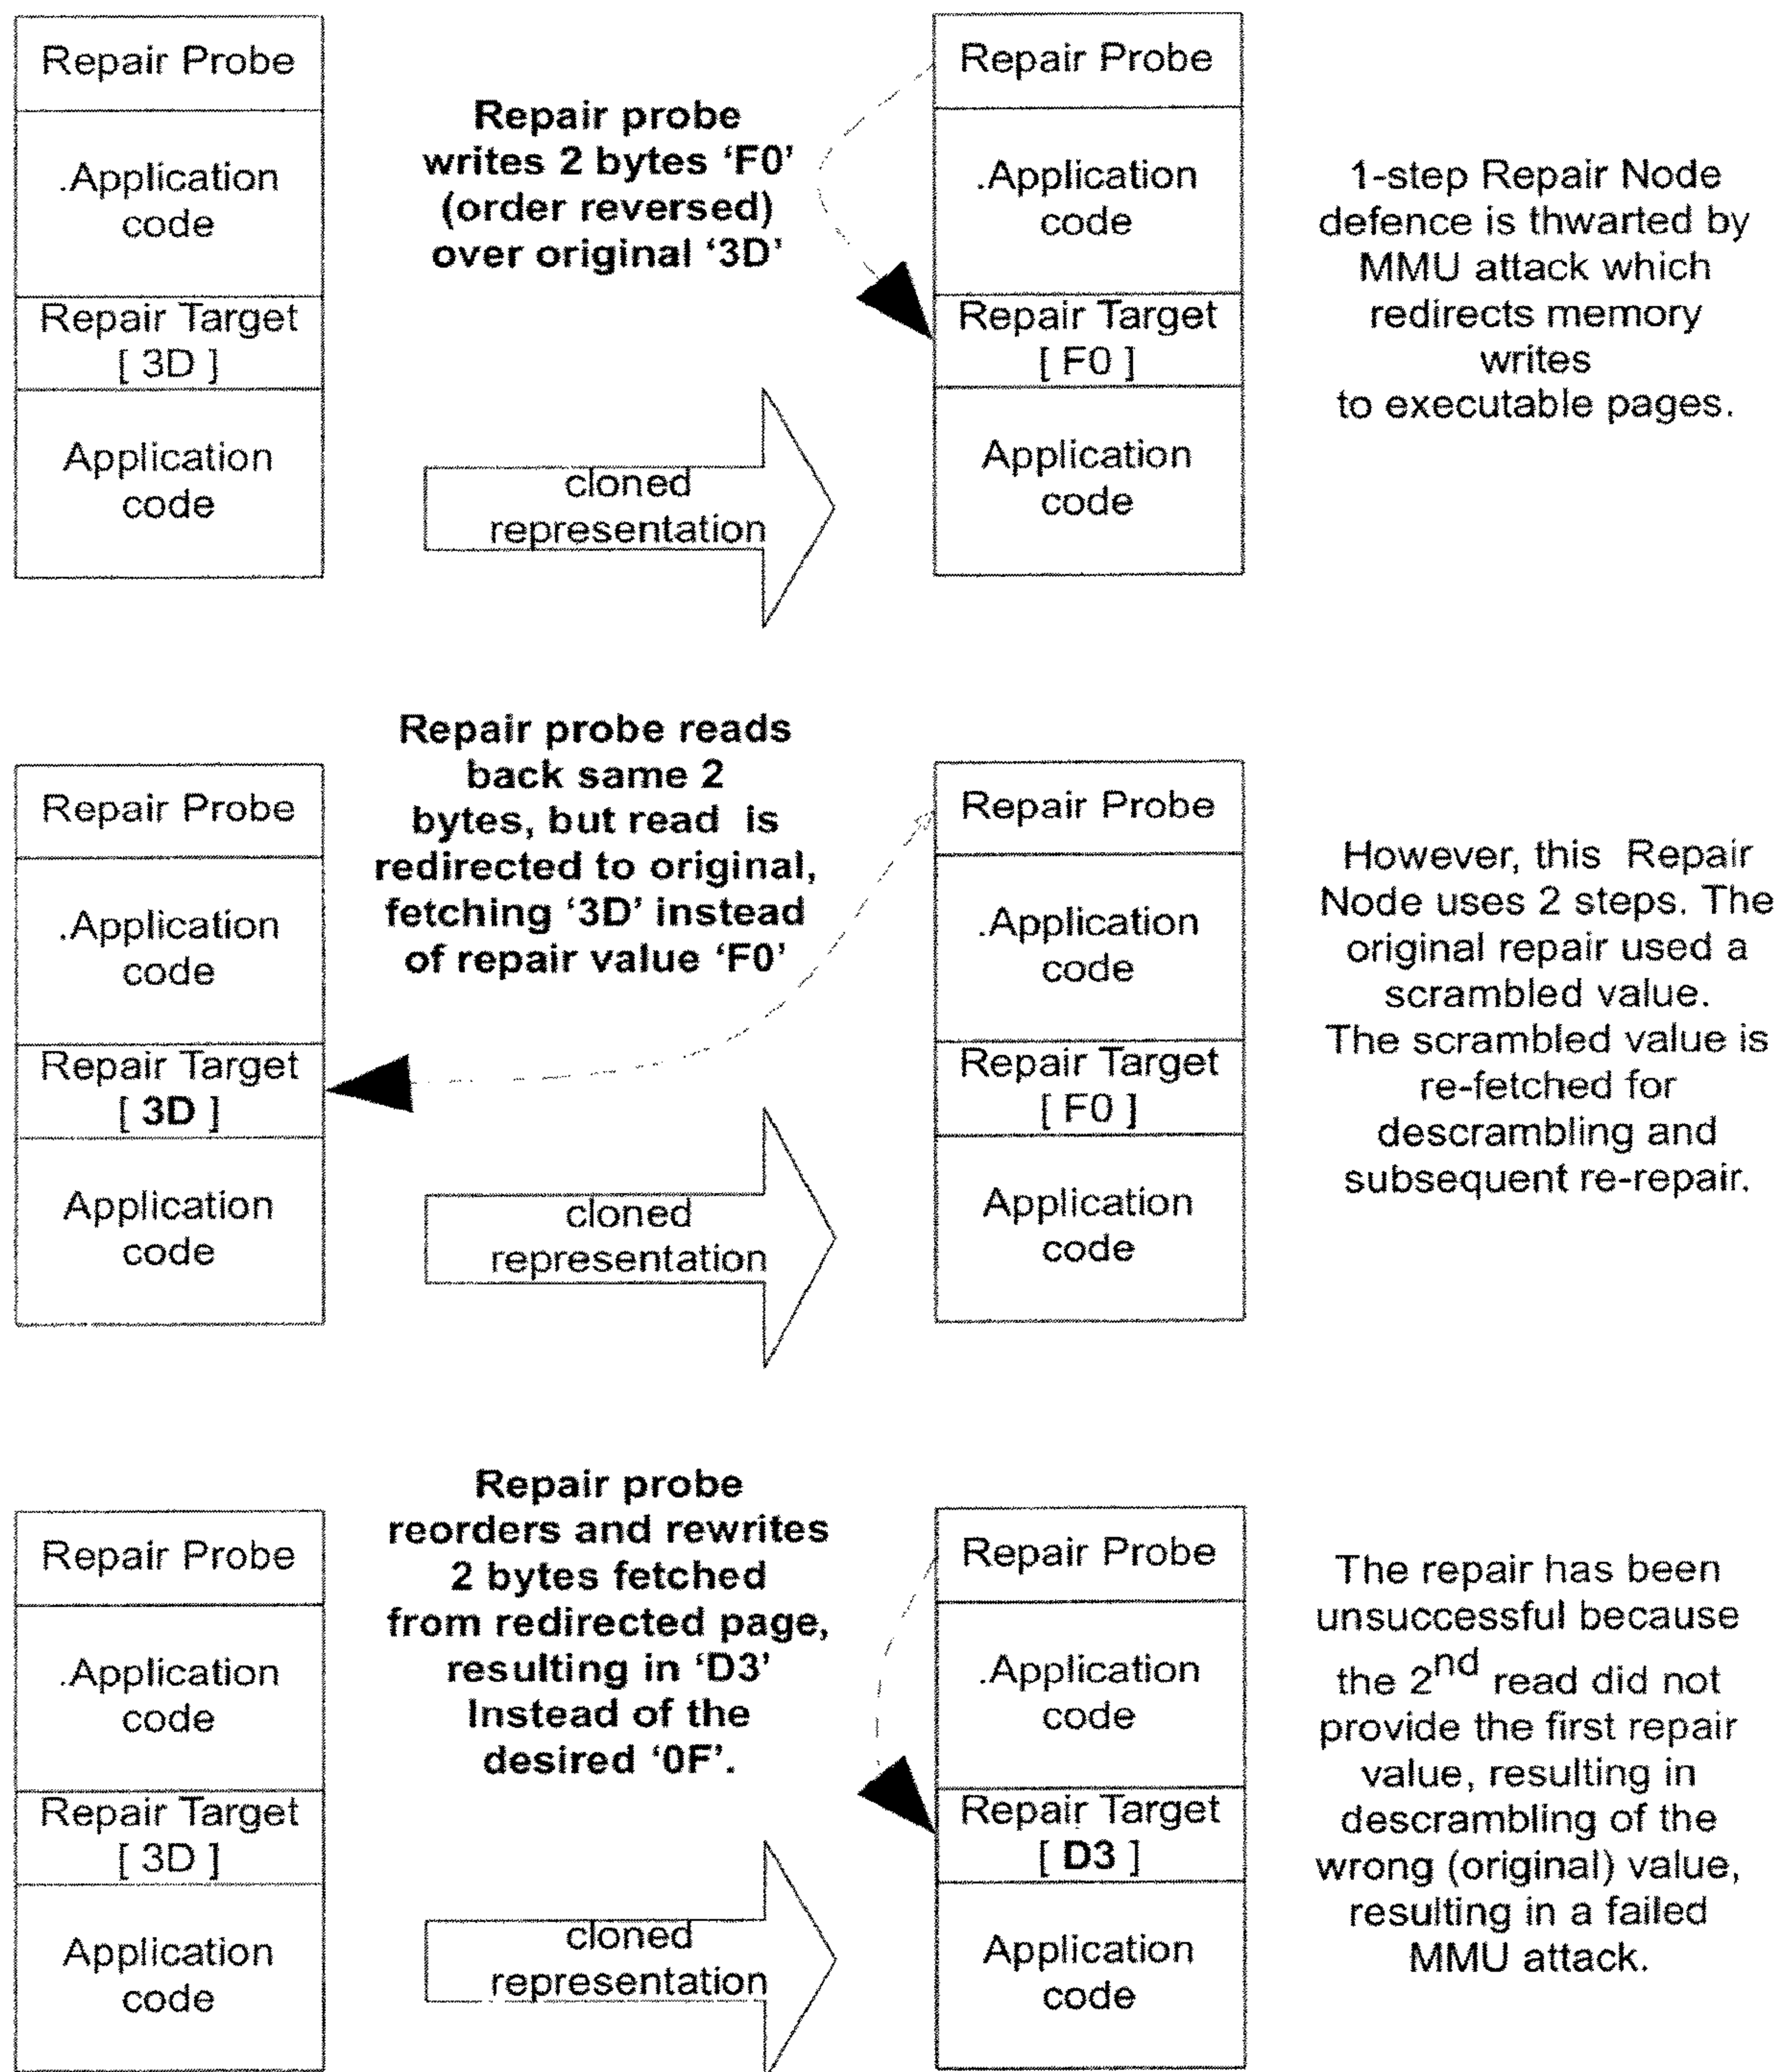 Repair Probe
.Application
code
Repair Target
[ 3D ]
Application
code
Repair probe
writes 2 bytes ‘F0’
(order reversed)
over original ‘3D’
cloned
representation
Repair Probe
.Application
code
Repair Target
[ F0 ]
Application
code
1-step Repair Node
defence is thwarted by
MMU attack which
redirects memory
writes
to executable pages.
Repair Probe
.Application
code
Repair Target
[ 3D ]
Application
code
Repair probe reads
back same 2
bytes, but read is
redirected to original,
fetching ‘3D’ instead
of repair value ‘F0’
cloned
representation
Repair Probe
.Application
code
Repair Target
[ F0 ]
Application
code
However, this Repair
Node uses 2 steps. The
original repair used a
scrambled value.
The scrambled value is
re-fetched for
descrambling and
subsequent re-repair.
Repair Probe
.Application
code
Repair Target
[ 3D ]
Application
code
Repair probe
reorders and rewrites
2 bytes fetched
from redirected page,
resulting in ‘D3’
Instead of the
desired ‘0F’.
cloned
representation
Repair Probe
.Application
code
Repair Target
[ D3 ]
Application
code
The repair has been
unsuccessful because
the 2nd read did not
provide the first repair
value, resulting in
descrambling of the
wrong (original) value,
resulting in a failed
MMU attack.